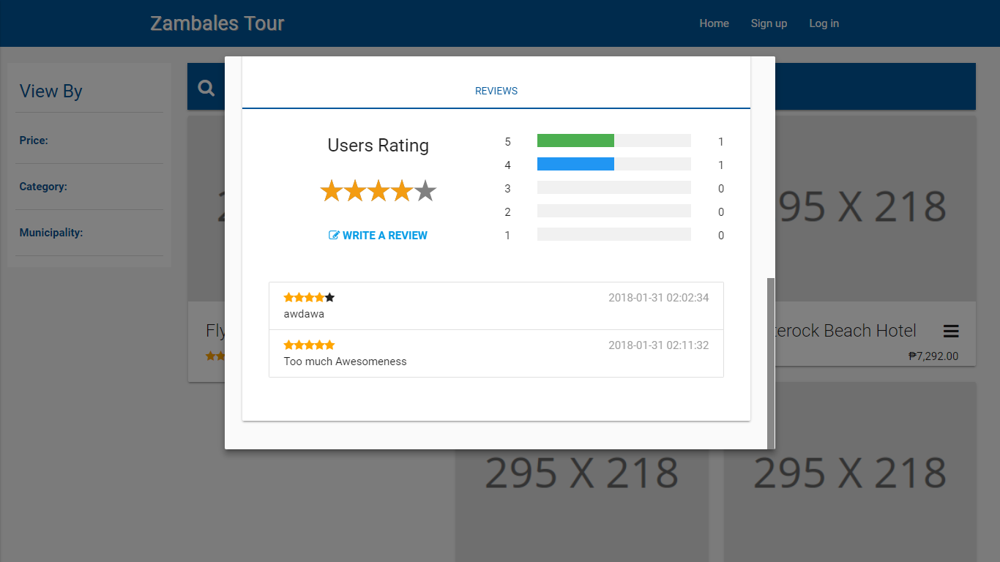 Zambales Tour
Home Sign up Log in
View By
Price:
Category:
Municipality:
REVIEWS
Users Rating
WRITE A REVIEW
5 1
4 1
3 0
2 0
1 0
2018-01-31 02:02:34
awdawa
2018-01-31 02:11:32
Too much Awesomeness
95 X 218
Fly
terock Beach Hotel
₱7,292.00
295 X 218
295 X 218